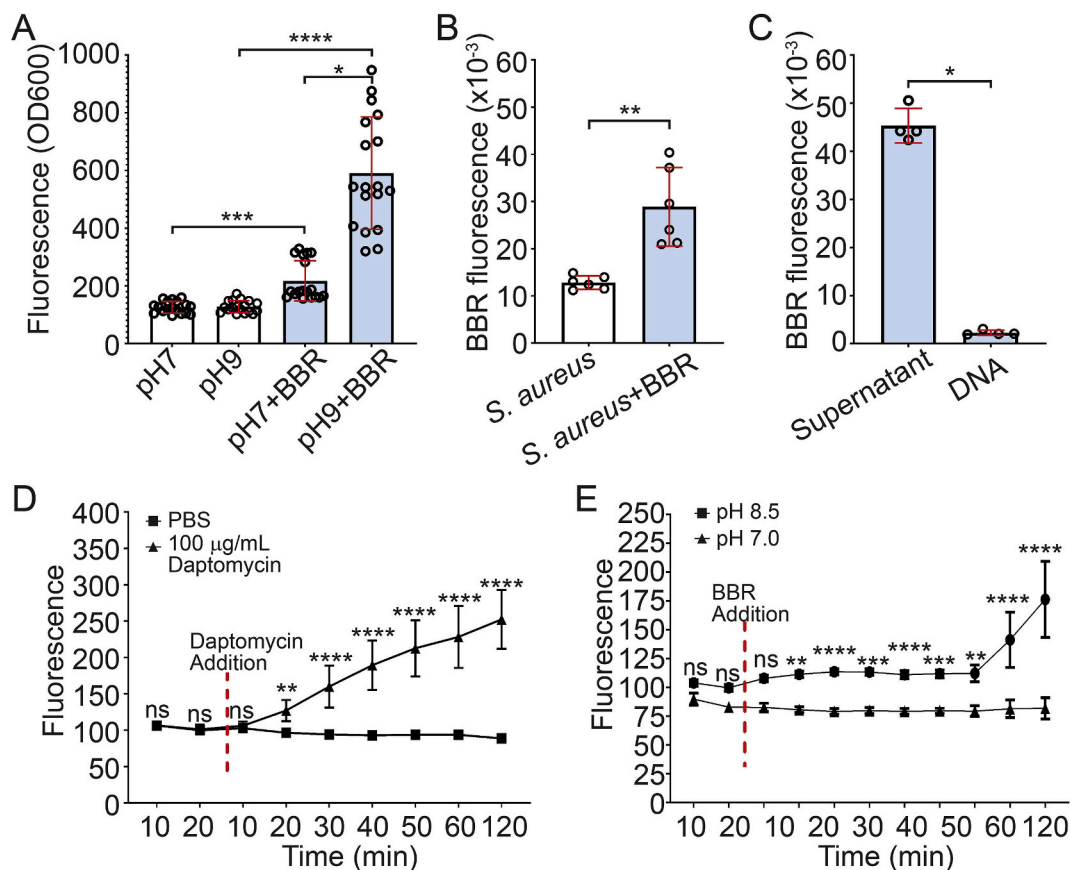 A
Fluorescence (OD600)
1000
800
600
400
200
0
****
*
***
pH7
pH9
pH7+BBR
pH9+BBR
B
BBR fluorescence (x10-3)
60
50
40
30
20
10
0
**
S. aureus
S. aureus+BBR
C
BBR fluorescence (x10-3)
60
50
40
30
20
10
0
*
Supernatant
DNA
D
Fluorescence
400
350
300
250
200
150
100
50
0
PBS
100 µg/mL
Daptomycin
Daptomycin
Addition
ns ns ns ** **** **** **** **** ****
10 20 10 20 30 40 50 60 120
Time (min)
E
Fluorescence
250
225
200
175
150
125
100
75
50
25
0
pH 8.5
pH 7.0
BBR
Addition
ns ns ns ** **** *** **** *** ** **** ****
10 20 10 20 30 40 50 60 120
Time (min)